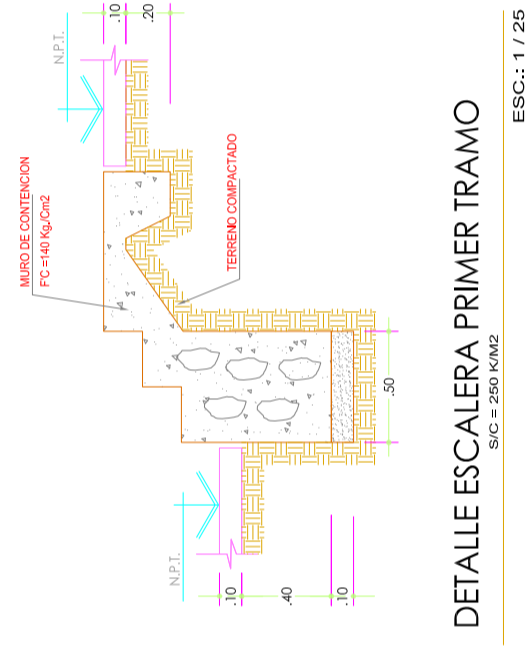 N.P.T.
.10
.20
MURO DE CONTENCION
F'C =140 Kg./Cm2
TERRENO COMPACTADO
.50
N.P.T.
.10
.40
.10
DETALLE ESCALERA PRIMER TRAMO
S/C = 250 K/M2
ESC.: 1 / 25